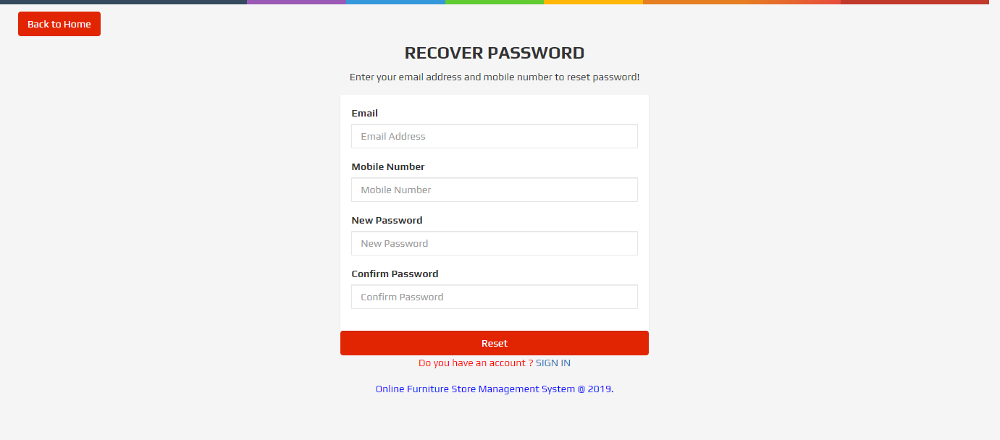 Back to Home
RECOVER PASSWORD
Enter your email address and mobile number to reset password!
Email
Email Address
Mobile Number
Mobile Number
New Password
New Password
Confirm Password
Confirm Password
Reset
Do you have an account ? SIGN IN
Online Furniture Store Management System @ 2019.